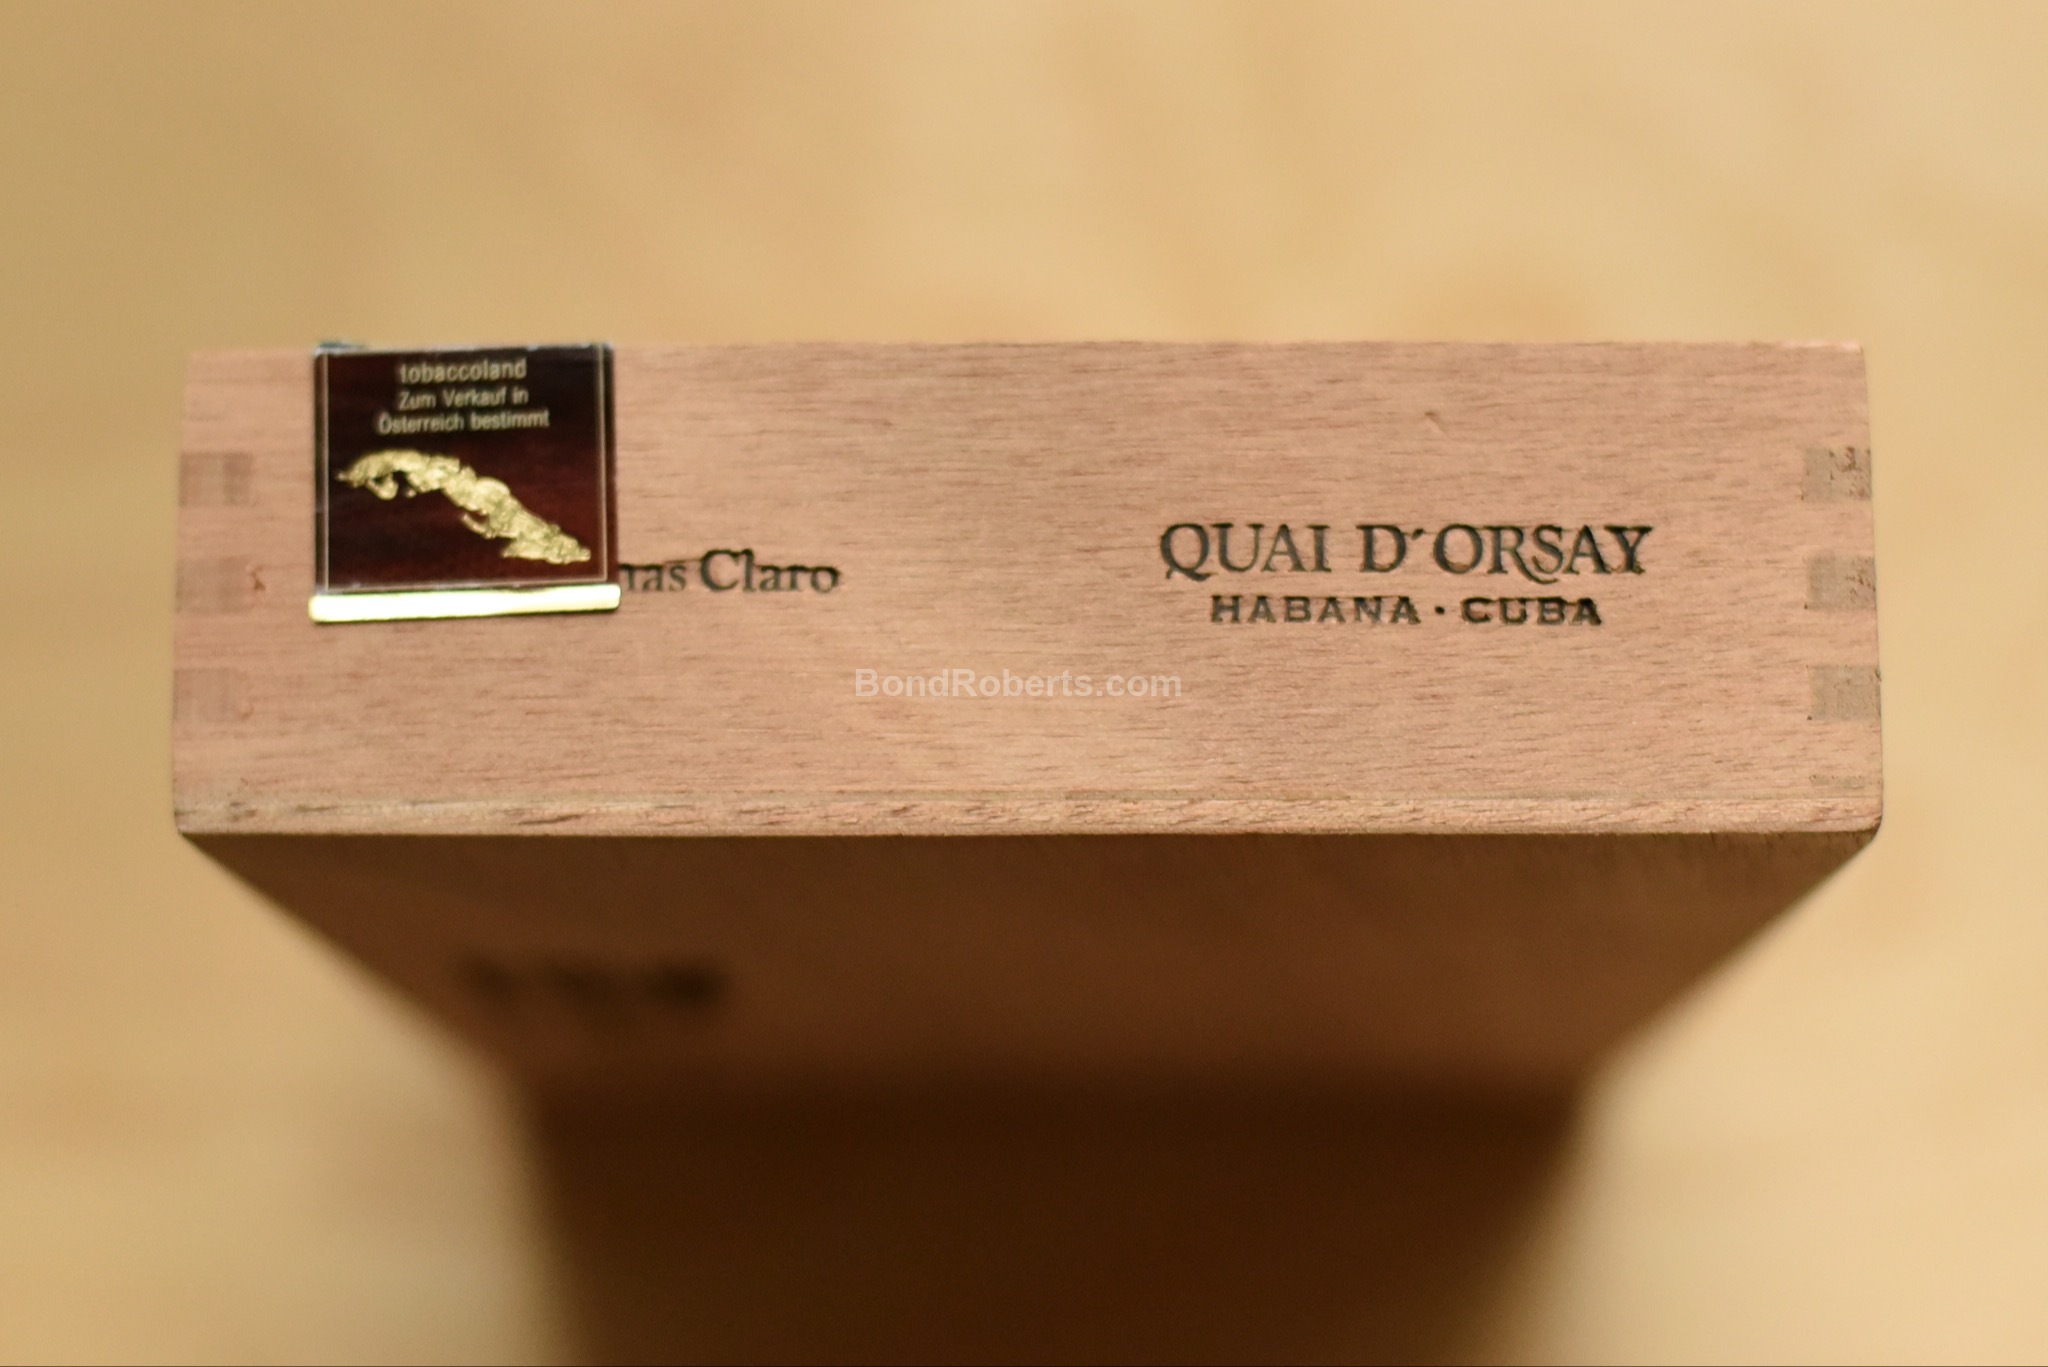 tobaccoland
Zum Verkauf in
Österreich bestimmt
nas Claro
QUAI D´ORSAY
HABANA · CUBA
BondRoberts.com